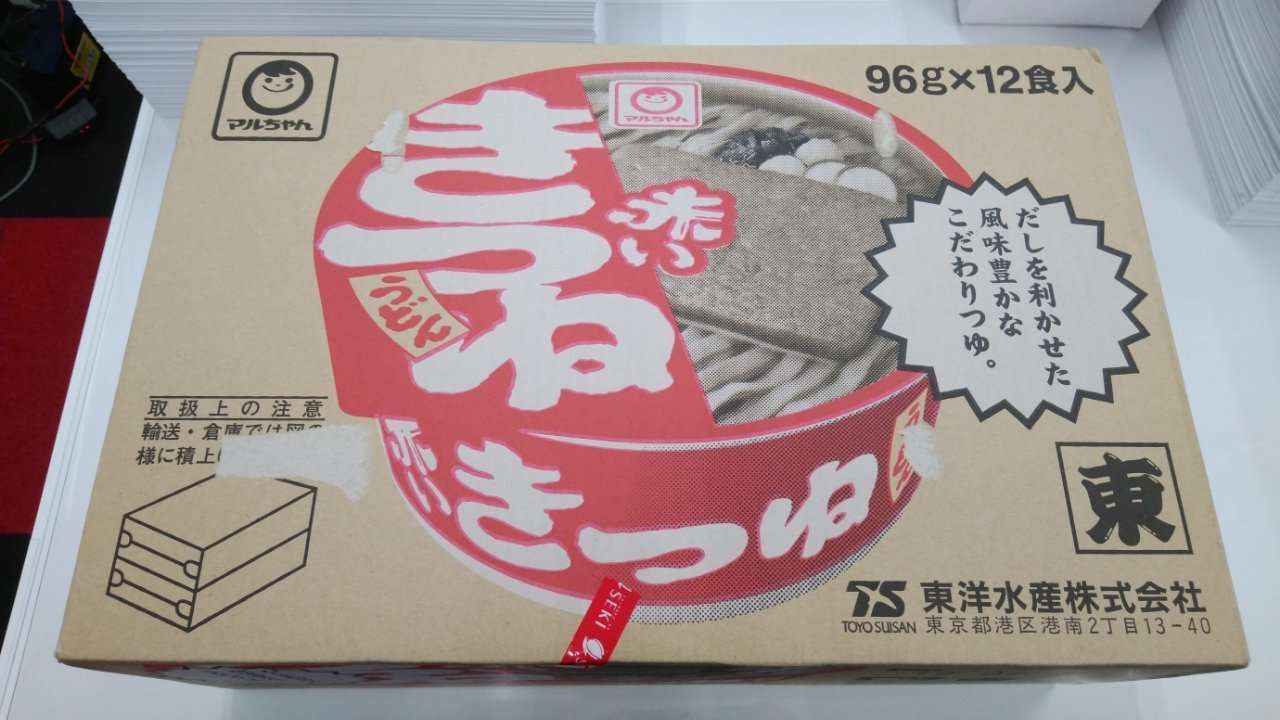 マルちゃん
マルちゃん
96g×12食入
赤い
きつね
うどん
だしを利かせた
風味豊かな
こだわりつゆ。
取扱上の注意
輸送・倉庫では図の
様に積上
赤い
きつね
うどん
東
TS
TOYO SUISAN
東洋水産株式会社
東京都港区港南2丁目13-40
SEKI